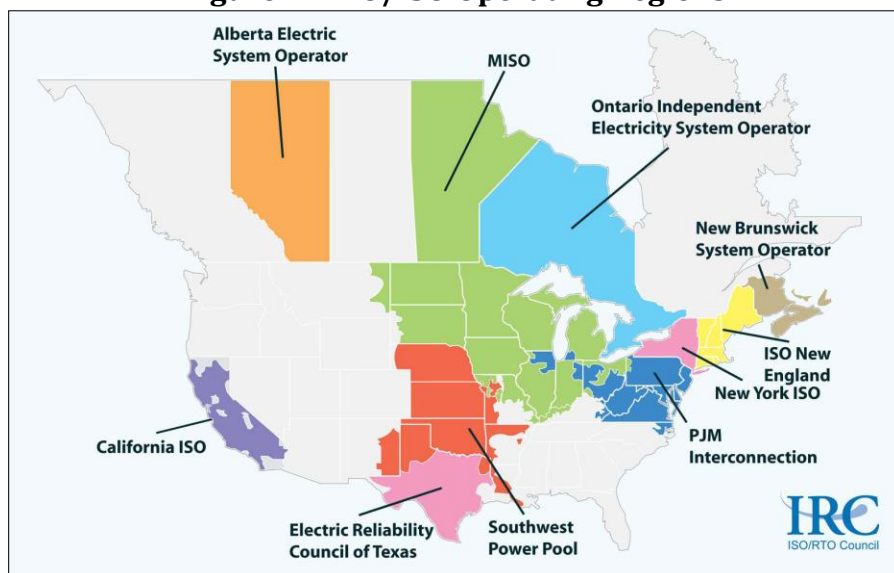 Alberta Electric
System Operator
MISO
Ontario Independent
Electricity System Operator
New Brunswick
System Operator
ISO New
England
New York ISO
PJM
Interconnection
California ISO
Electric Reliability
Council of Texas
Southwest
Power Pool
IRC
ISO/RTO Council